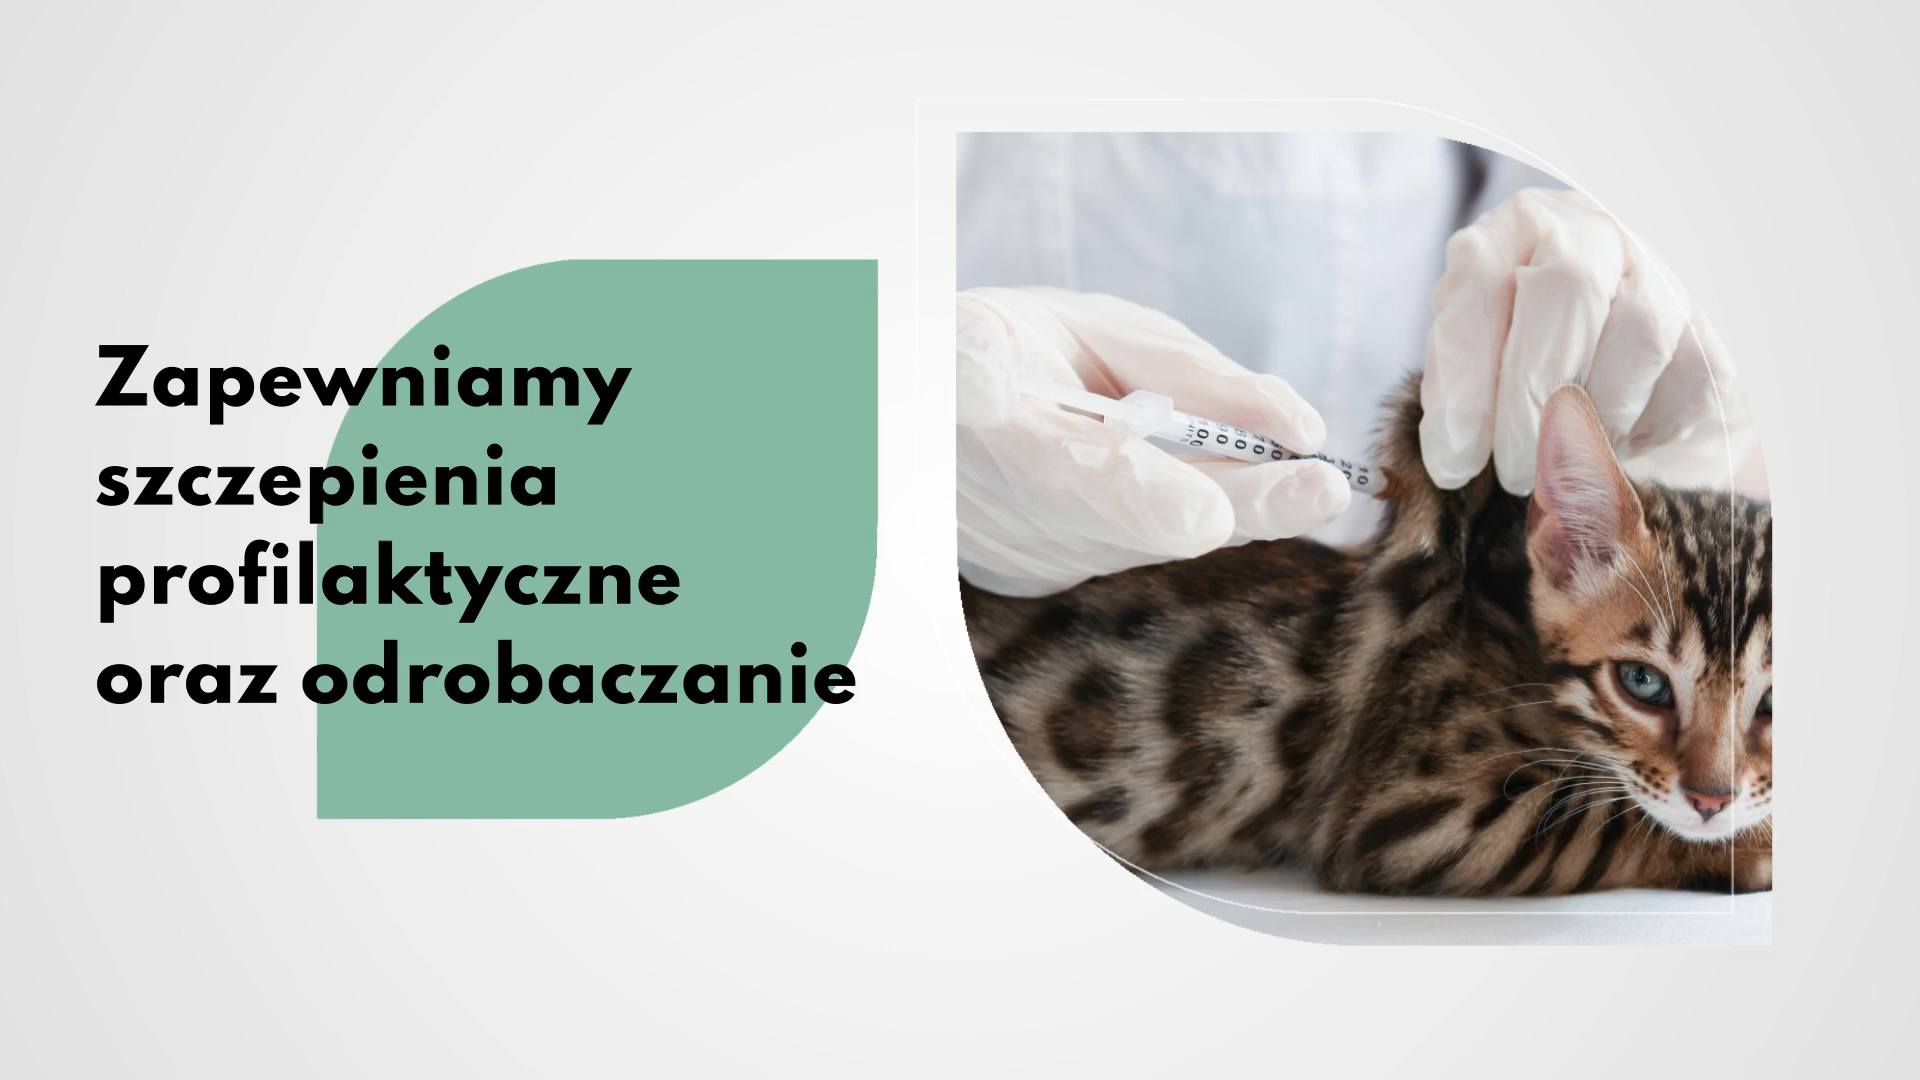 Zapewniamy
szczepienia
profilaktyczne
oraz odrobaczanie